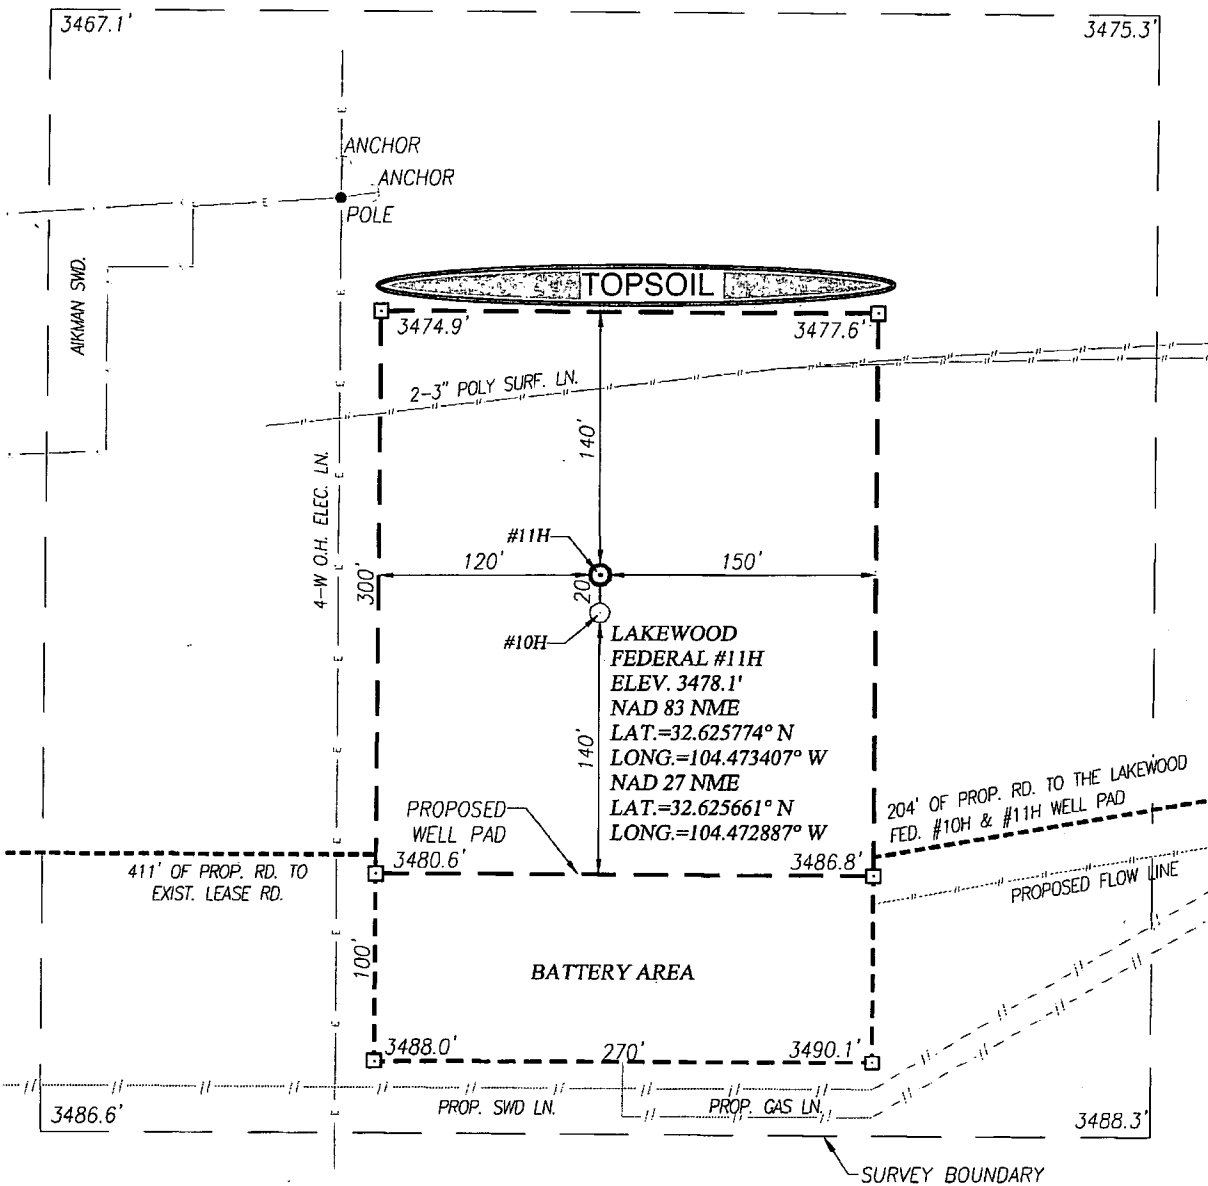 3467.1'
3475.3'
ANCHOR
ANCHOR
POLE
AIKMAN SWD.
TOPSOIL
3474.9'
3477.6'
2-3" POLY SURF. LN.
140'
4-W O.H. ELEC. LN.
#11H
120'
150'
300'
20'
#10H
LAKEWOOD
FEDERAL #11H
ELEV. 3478.1'
NAD 83 NME
LAT.=32.625774° N
LONG.=104.473407° W
NAD 27 NME
LAT.=32.625661° N
LONG.=104.472887° W
140'
PROPOSED
WELL PAD
204' OF PROP. RD. TO THE LAKEWOOD
FED. #10H & #11H WELL PAD
3480.6'
3486.8'
411' OF PROP. RD. TO
EXIST. LEASE RD.
PROPOSED FLOW LINE
100'
BATTERY AREA
3488.0'
270'
3490.1'
PROP. SWD LN.
PROP. GAS LN.
3486.6'
3488.3'
SURVEY BOUNDARY